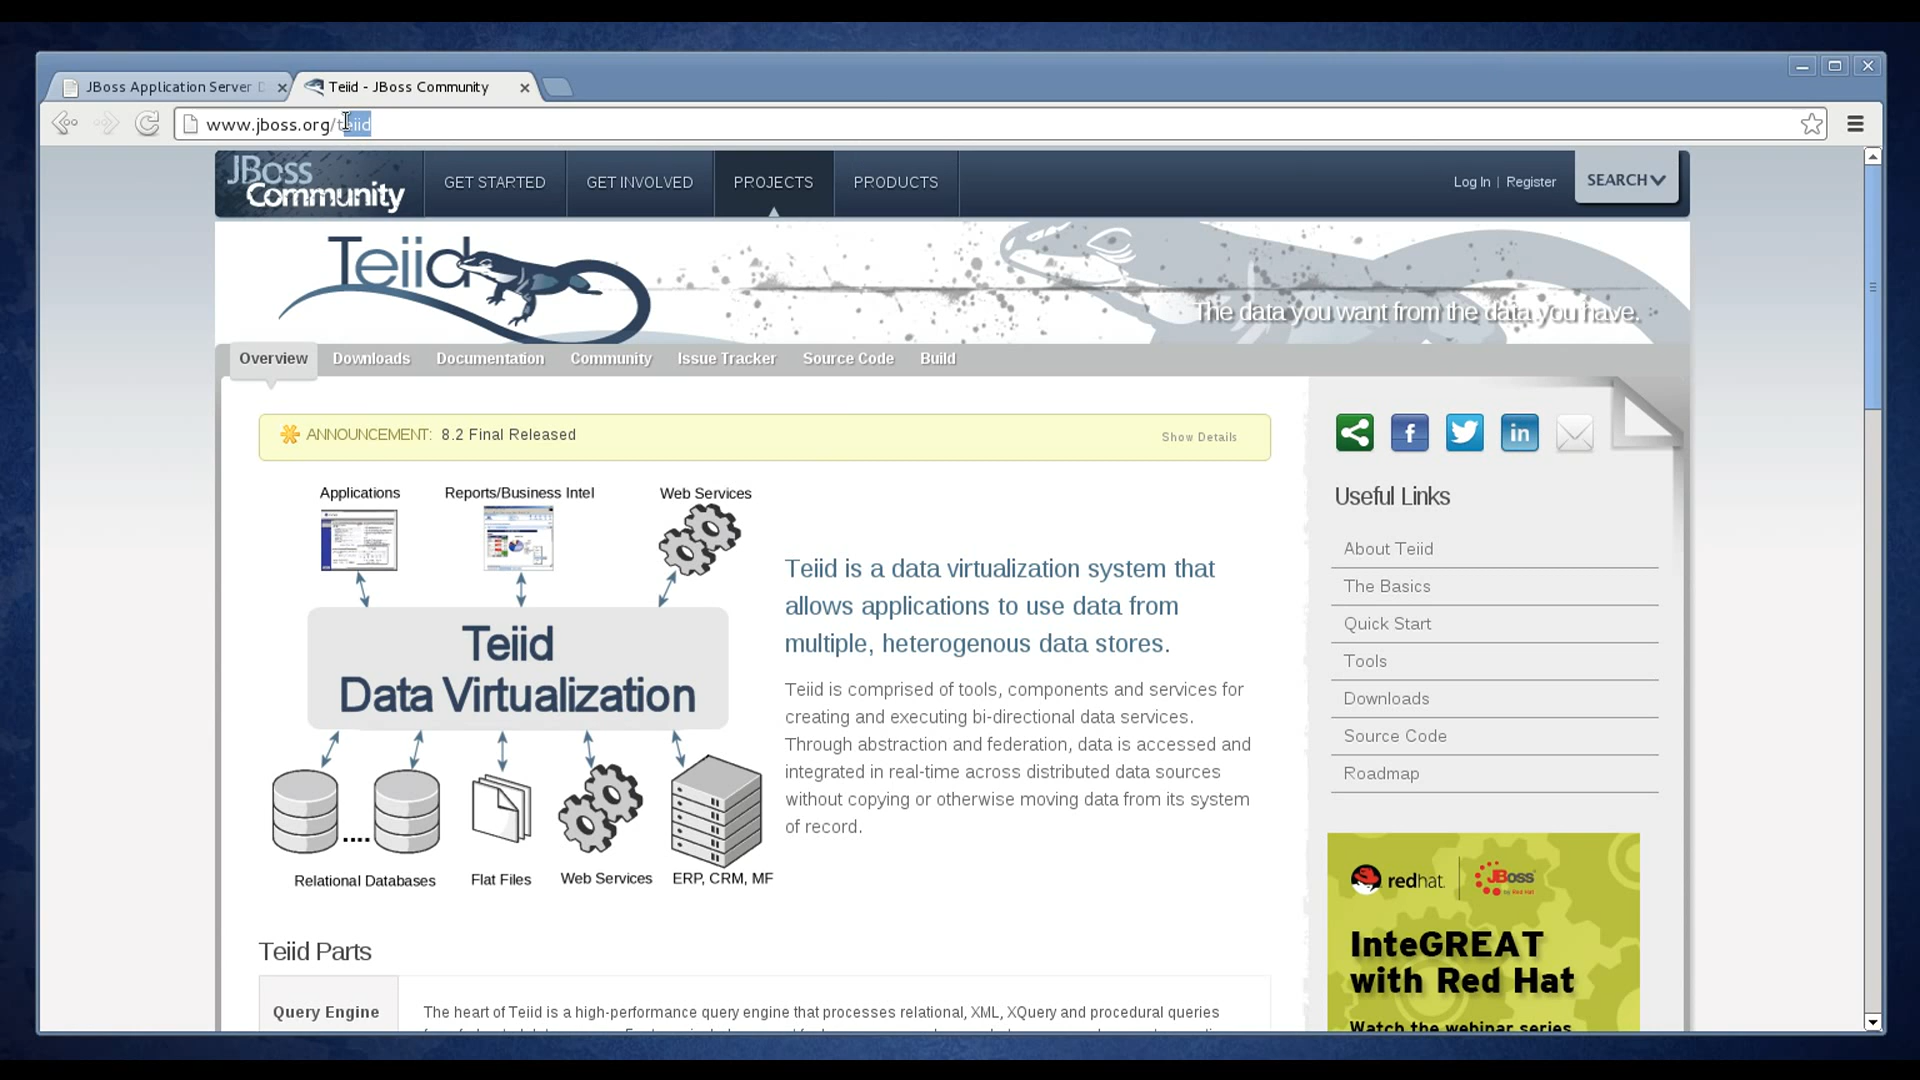 JBoss Application Server D
Teiid - JBoss Community
www.jboss.org/teiid
JBoss Community
GET STARTED
GET INVOLVED
PROJECTS
PRODUCTS
Log In | Register
SEARCH
Teiid
The data you want from the data you have.
Overview
Downloads
Documentation
Community
Issue Tracker
Source Code
Build
ANNOUNCEMENT: 8.2 Final Released
Show Details
Applications
Reports/Business Intel
Web Services
Teiid
Data Virtualization
Relational Databases
Flat Files
Web Services
ERP, CRM, MF
Teiid is a data virtualization system that
allows applications to use data from
multiple, heterogenous data stores.
Teiid is comprised of tools, components and services for
creating and executing bi-directional data services.
Through abstraction and federation, data is accessed and
integrated in real-time across distributed data sources
without copying or otherwise moving data from its system
of record.
Teiid Parts
Query Engine
The heart of Teiid is a high-performance query engine that processes relational, XML, XQuery and procedural queries
Useful Links
About Teiid
The Basics
Quick Start
Tools
Downloads
Source Code
Roadmap
redhat.
JBoss
by Red Hat
InteGREAT
with Red Hat
Watch the webinar series